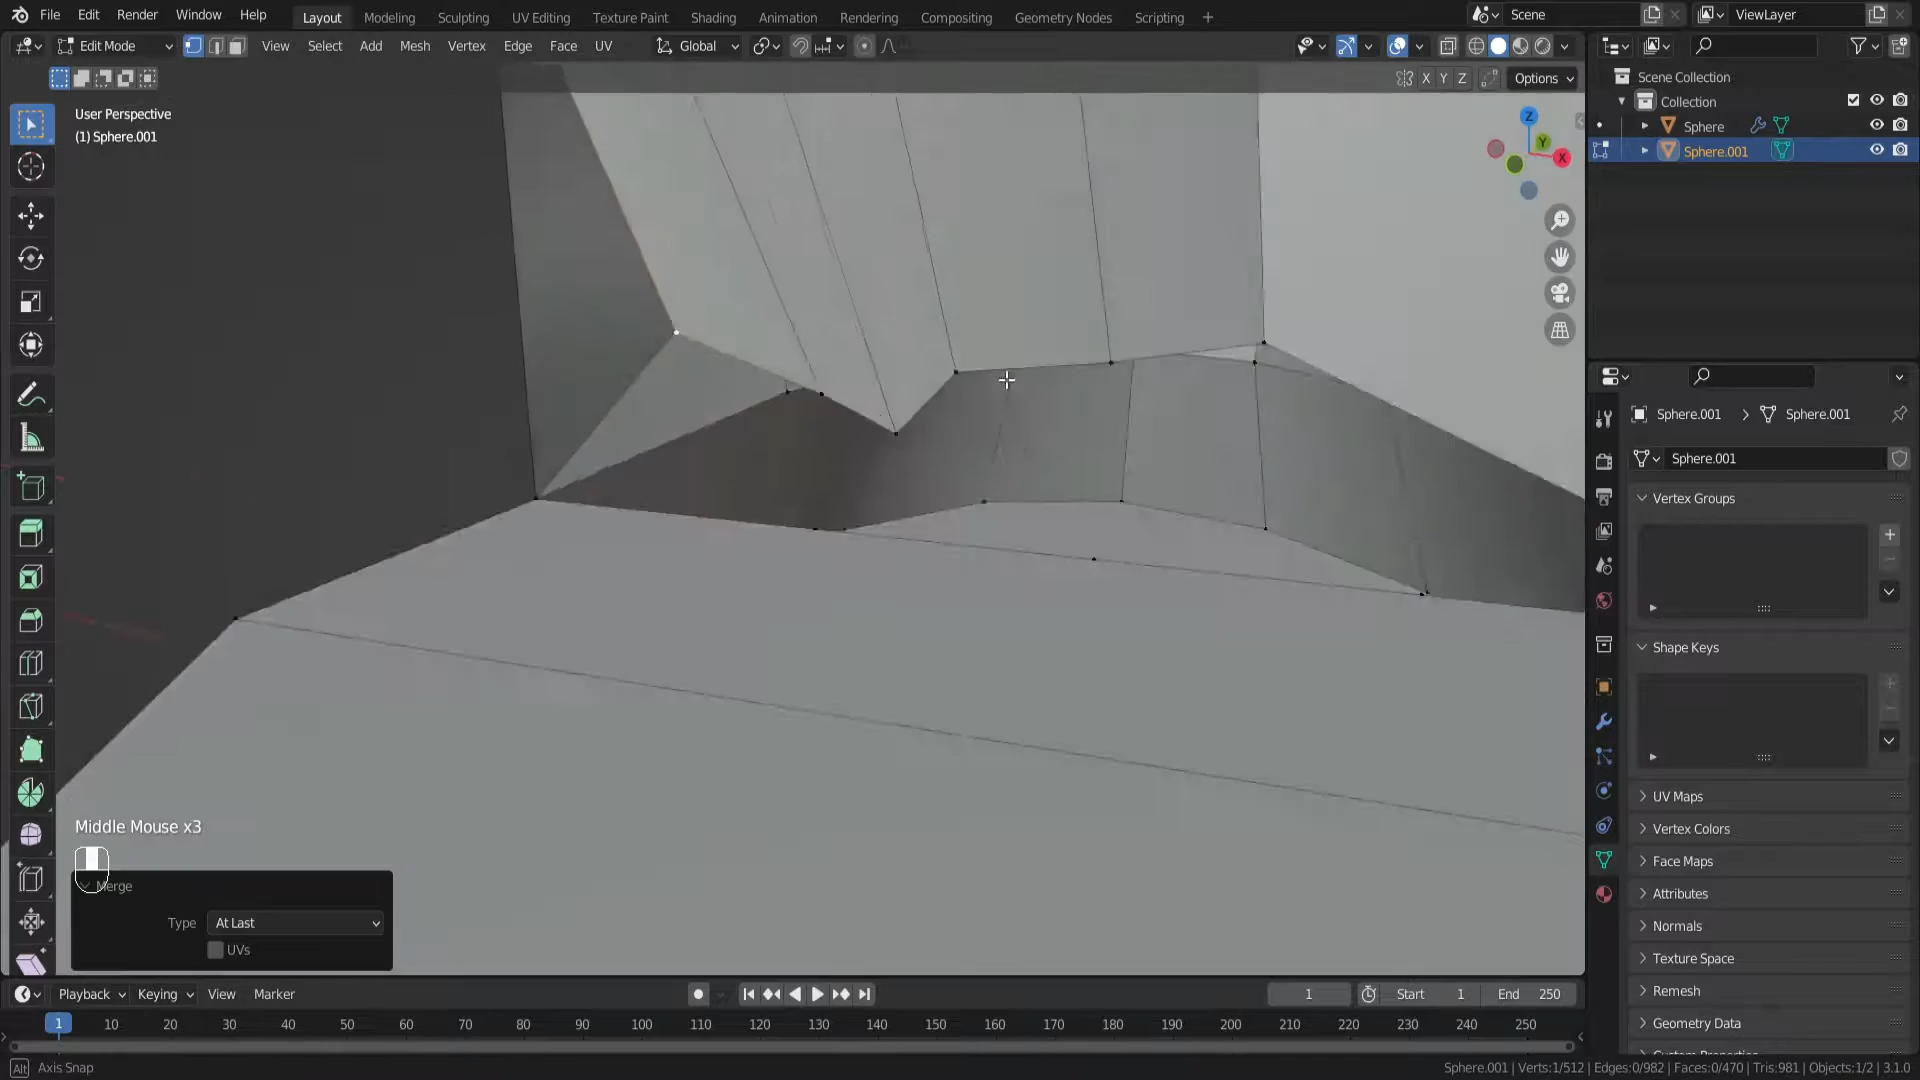 File Edit Render Window Help Layout Modeling Sculpting UV Editing Texture Paint Shading Animation Rendering Compositing Geometry Nodes Scripting + Scene ViewLayer
Edit Mode View Select Add Mesh Vertex Edge Face UV Global
X Y Z Options
User Perspective
(1) Sphere.001
Z
Y
X
Scene Collection
Collection
Sphere
Sphere.001
Sphere.001 Sphere.001
Sphere.001
Vertex Groups
Shape Keys
UV Maps
Vertex Colors
Face Maps
Attributes
Normals
Texture Space
Remesh
Geometry Data
Middle Mouse x3
Merge
Type At Last
UVs
Playback Keying View Marker 1 Start 1 End 250
1 10 20 30 40 50 60 70 80 90 100 110 120 130 140 150 160 170 180 190 200 210 220 230 240 250
Alt Axis Snap
Sphere.001 | Verts:1/512 | Edges:0/982 | Faces:0/470 | Tris:981 | Objects:1/2 | 3.1.0